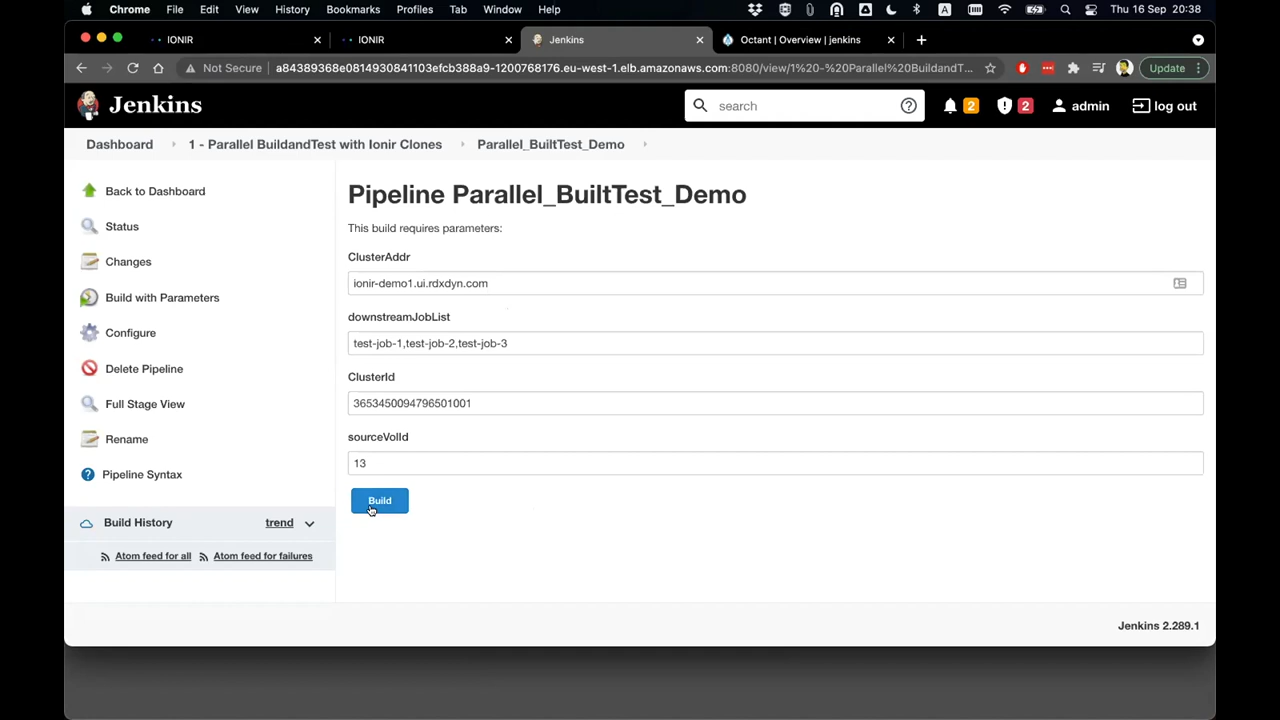 Chrome File Edit View History Bookmarks Profiles Tab Window Help A Thu 16 Sep 20:38
IONIR IONIR Jenkins Octant | Overview | jenkins
Not Secure a84389368e0814930841103efcb388a9-1200768176.eu-west-1.elb.amazonaws.com:8080/view/1%20-%20Parallel%20BuildandT... Update
Jenkins search 2 2 admin log out
Dashboard 1 - Parallel BuildandTest with Ionir Clones Parallel_BuiltTest_Demo
Back to Dashboard
Status
Changes
Build with Parameters
Configure
Delete Pipeline
Full Stage View
Rename
Pipeline Syntax
Build History trend
Atom feed for all Atom feed for failures
Pipeline Parallel_BuiltTest_Demo
This build requires parameters:
ClusterAddr
ionir-demo1.ui.rdxdyn.com
downstreamJobList
test-job-1,test-job-2,test-job-3
ClusterId
3653450094796501001
sourceVolId
13
Build
Jenkins 2.289.1